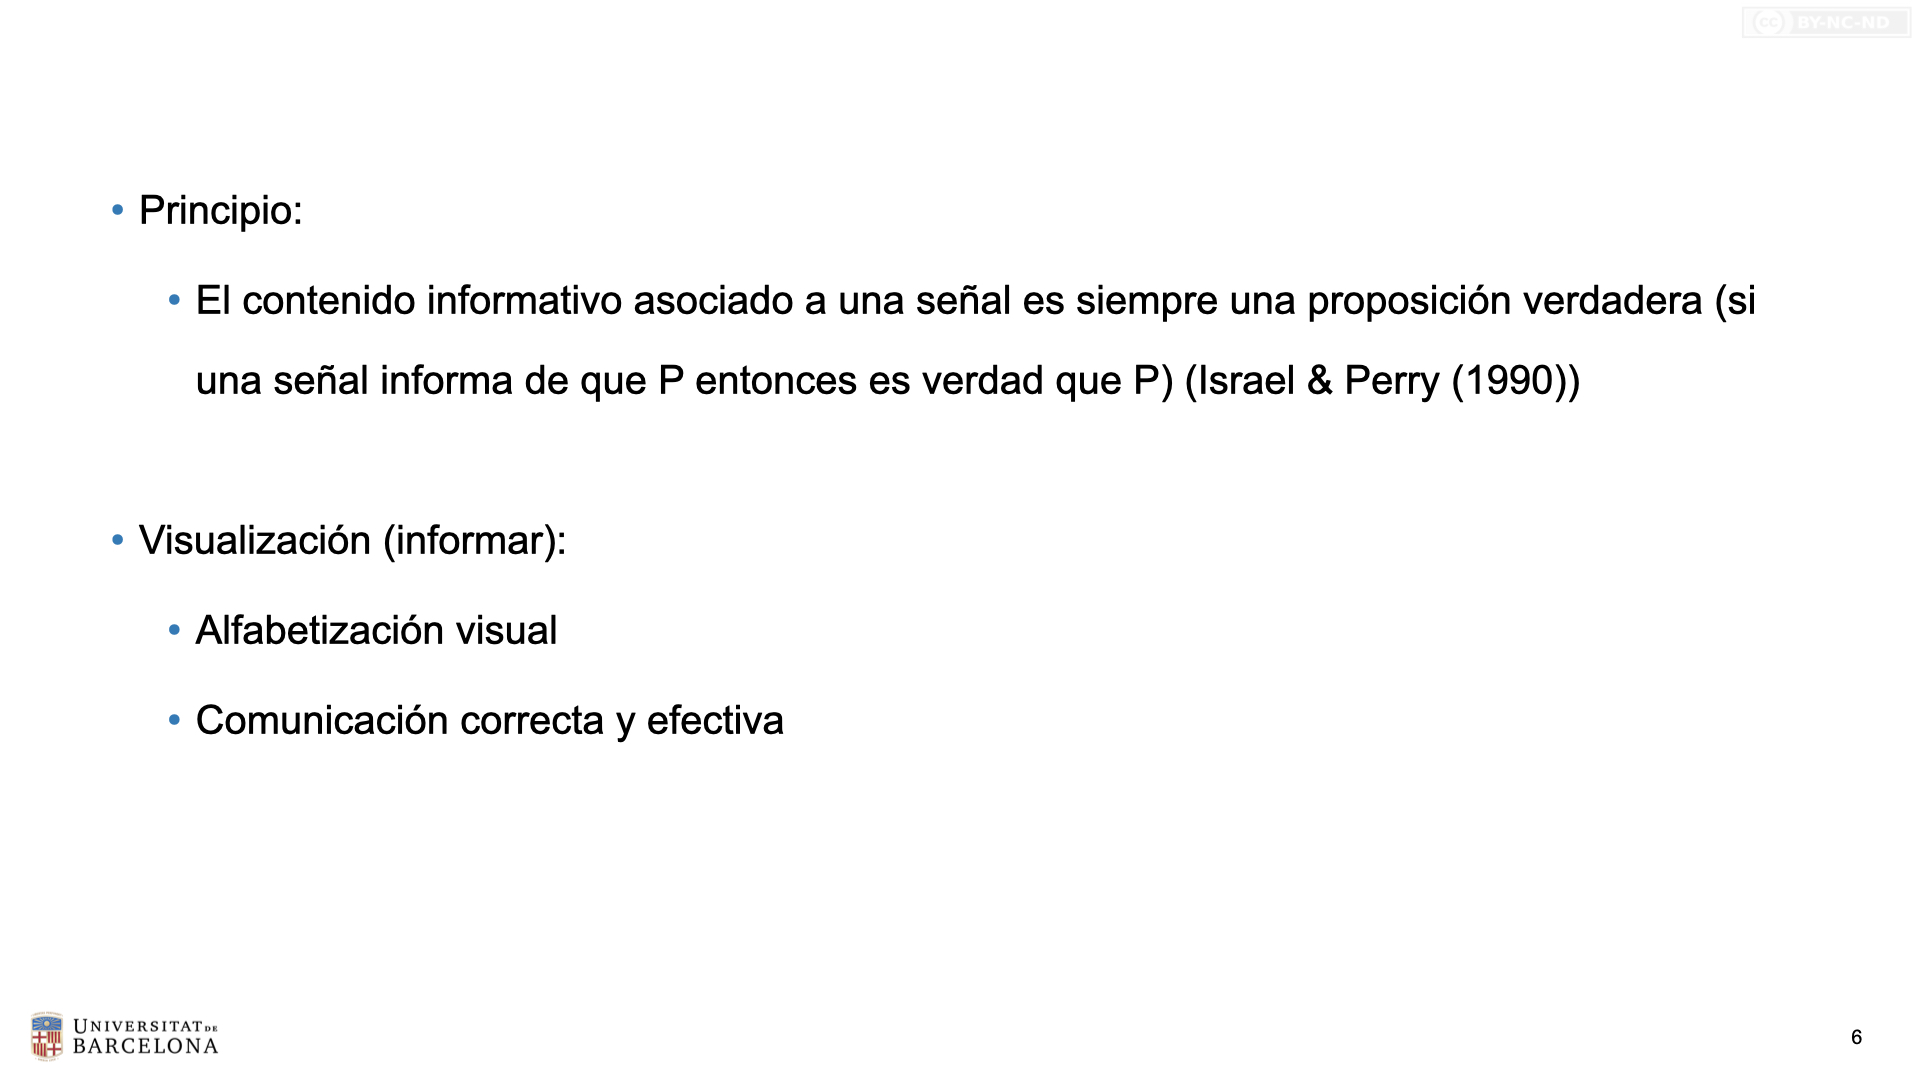 BY-NC-ND
• Principio:
• El contenido informativo asociado a una señal es siempre una proposición verdadera (si
una señal informa de que P entonces es verdad que P) (Israel & Perry (1990))
• Visualización (informar):
• Alfabetización visual
• Comunicación correcta y efectiva
UNIVERSITAT DE
BARCELONA
6